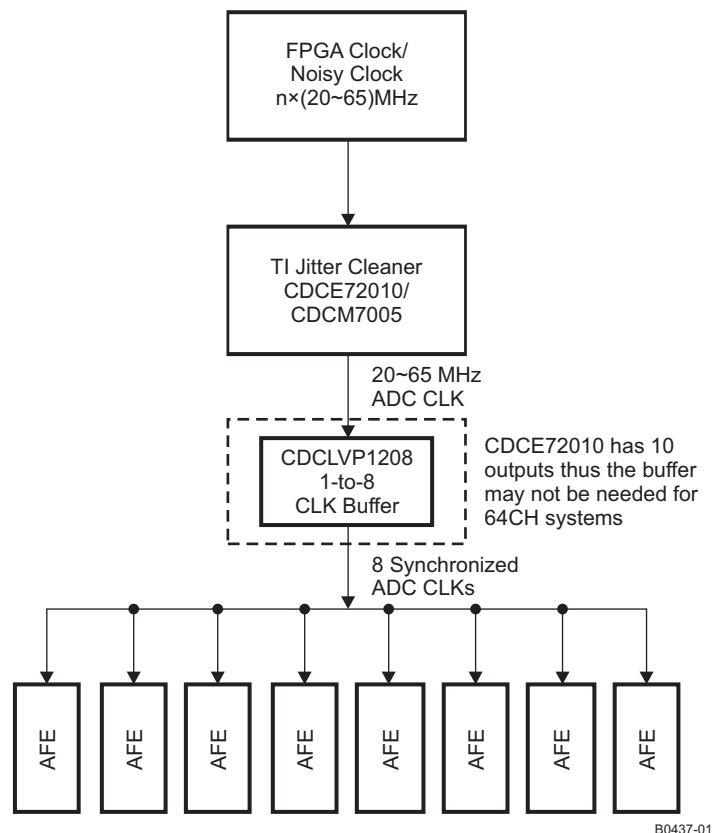 FPGA Clock/
Noisy Clock
n×(20~65)MHz
TI Jitter Cleaner
CDCE72010/
CDCM7005
20~65 MHz
ADC CLK
CDCLVP1208
1-to-8
CLK Buffer
CDCE72010 has 10
outputs thus the buffer
may not be needed for
64CH systems
8 Synchronized
ADC CLKs
AFE
AFE
AFE
AFE
AFE
AFE
AFE
AFE
B0437-01